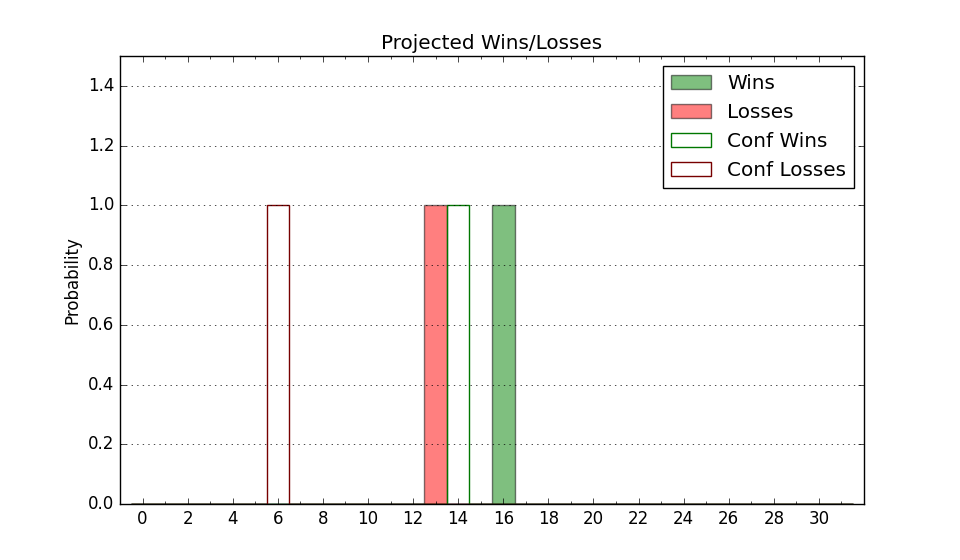 Projected Wins/Losses
1.4
1.2
1.0
0.8
0.6
0.4
0.2
0.0
Probability
Wins
Losses
Conf Wins
Conf Losses
0 2 4 6 8 10 12 14 16 18 20 22 24 26 28 30